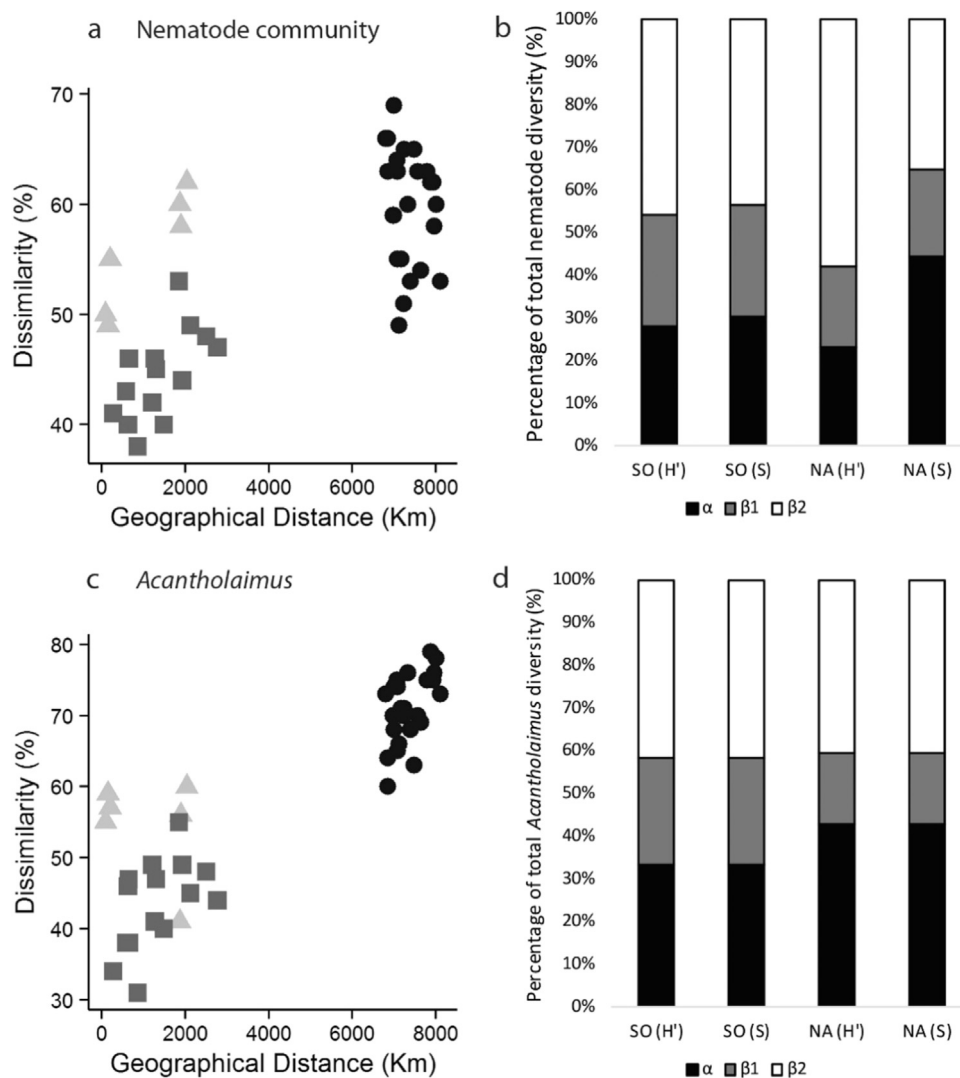 a Nematode community
70
60
50
40
Dissimilarity (%)
0 2000 4000 6000 8000
Geographical Distance (Km)
b
100%
90%
80%
70%
60%
50%
40%
30%
20%
10%
0%
Percentage of total nematode diversity (%)
SO (H') SO (S) NA (H') NA (S)
α β1 β2
c Acantholaimus
80
70
60
50
40
30
Dissimilarity (%)
0 2000 4000 6000 8000
Geographical Distance (Km)
d
100%
90%
80%
70%
60%
50%
40%
30%
20%
10%
0%
Percentage of total Acantholaimus diversity (%)
SO (H') SO (S) NA (H') NA (S)
α β1 β2